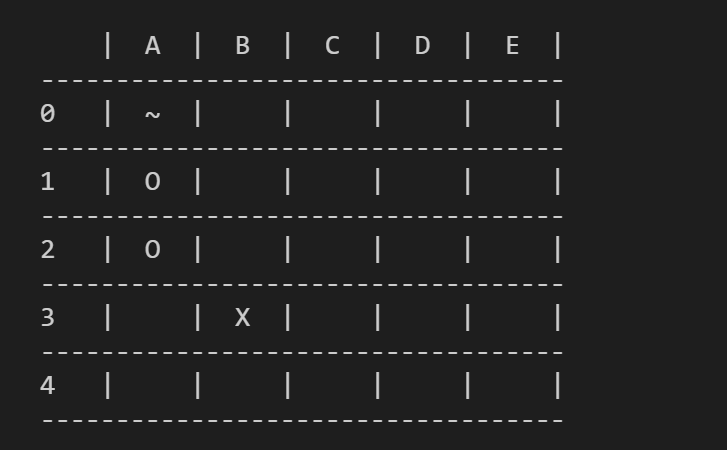 |  A  |  B  |  C  |  D  |  E  |
-----------------------------------
0   |  ~  |     |     |     |     |
-----------------------------------
1   |  O  |     |     |     |     |
-----------------------------------
2   |  O  |     |     |     |     |
-----------------------------------
3   |     |  X  |     |     |     |
-----------------------------------
4   |     |     |     |     |     |
-----------------------------------